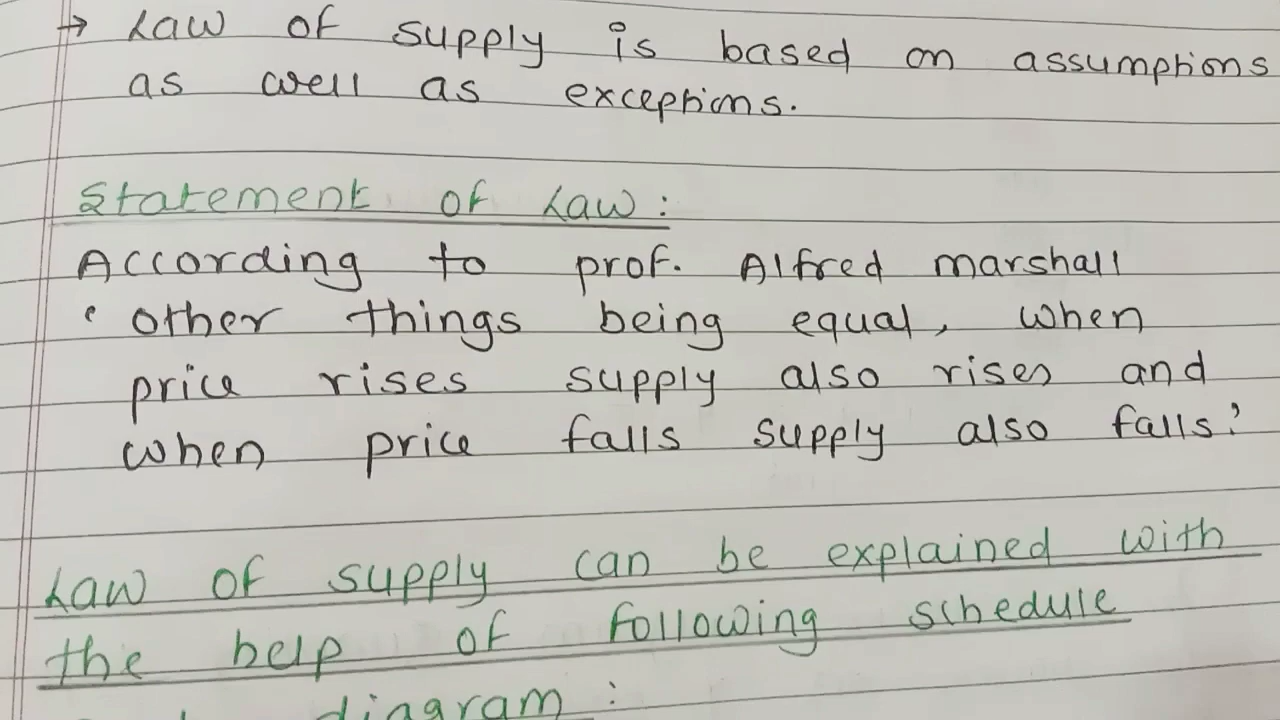 → Law of supply is based on assumptions
as well as exceptions.
Statement of Law:
According to prof. Alfred marshall
‘other things being equal, when
price rises supply also rises and
when price falls supply also falls.’
Law of supply can be explained with
the help of following schedule
diagram: